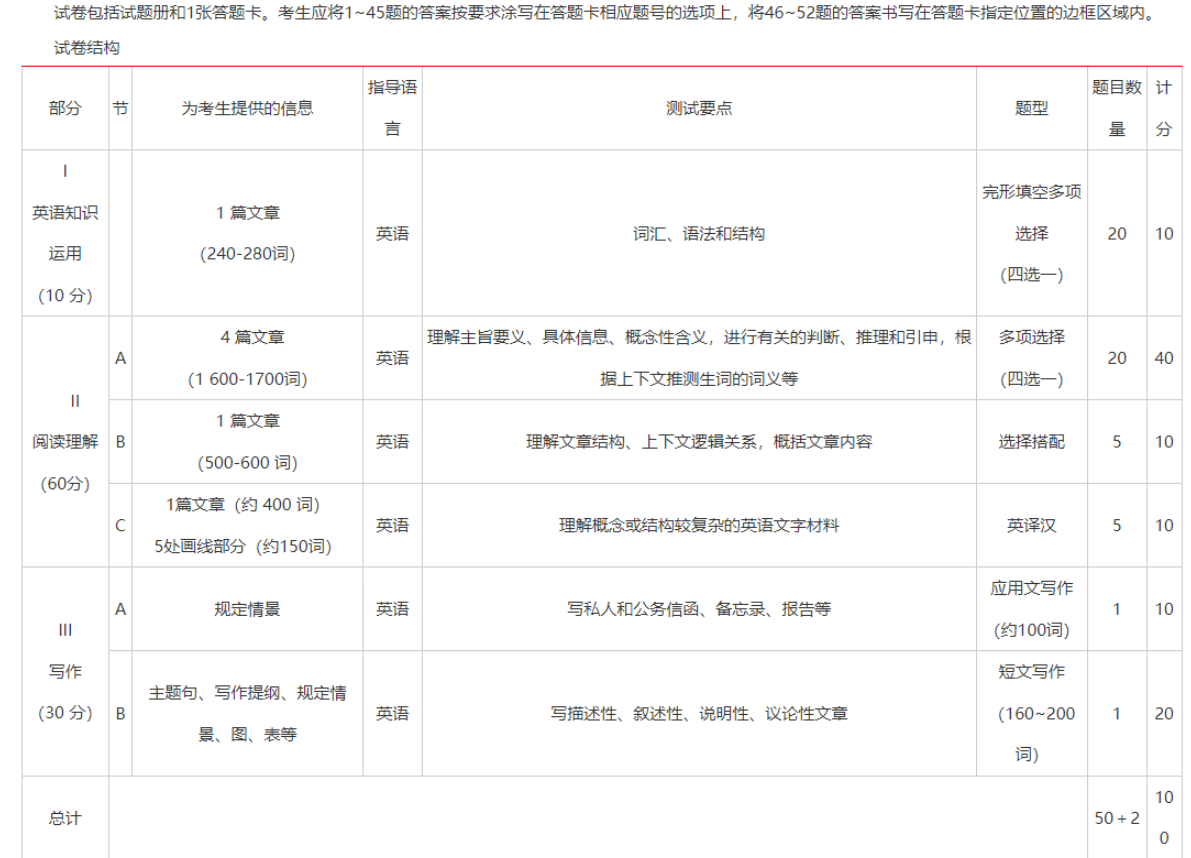 试卷包括试题册和1张答题卡。考生应将1~45题的答案按要求涂写在答题卡相应题号的选项上，将46~52题的答案书写在答题卡指定位置的边框区域内。
试卷结构
部分
节
为考生提供的信息
指导语
言
测试要点
题型
题目数
量
计
分
I
英语知识
运用
(10 分)
1 篇文章
(240-280词)
英语
词汇、语法和结构
完形填空多项
选择
(四选一)
20
10
II
阅读理解
(60分)
A
4 篇文章
(1 600-1700词)
英语
理解主旨要义、具体信息、概念性含义，进行有关的判断、推理和引申，根
据上下文推测生词的词义等
多项选择
(四选一)
20
40
B
1 篇文章
(500-600 词)
英语
理解文章结构、上下文逻辑关系，概括文章内容
选择搭配
5
10
C
1篇文章（约 400 词)
5处画线部分（约150词)
英语
理解概念或结构较复杂的英语文字材料
英译汉
5
10
III
写作
(30 分)
A
规定情景
英语
写私人和公务信函、备忘录、报告等
应用文写作
(约100词)
1
10
B
主题句、写作提纲、规定情
景、图、表等
英语
写描述性、叙述性、说明性、议论性文章
短文写作
(160~200
词)
1
20
总计
50 + 2
10
0